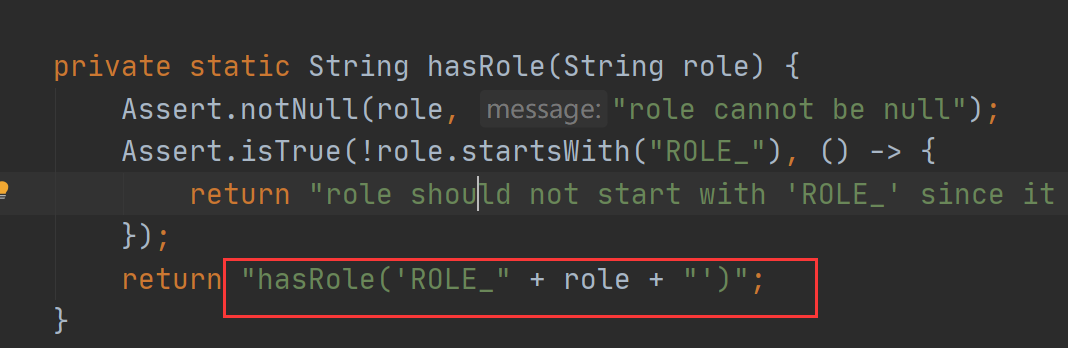 private static String hasRole(String role) {
Assert.notNull(role, message: "role cannot be null");
Assert.isTrue(!role.startsWith("ROLE_"), () -> {
return "role should not start with 'ROLE_' since it
});
return "hasRole('ROLE_" + role + "')";
}